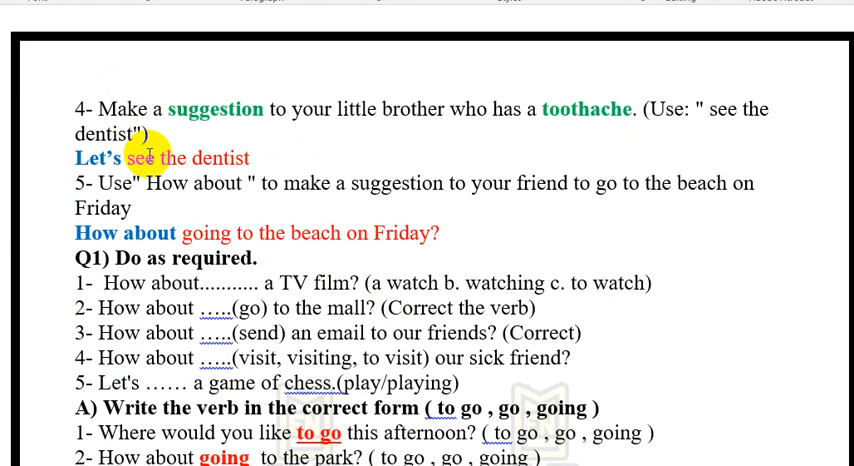 4- Make a suggestion to your little brother who has a toothache. (Use: " see the
dentist")
Let's see the dentist
5- Use" How about " to make a suggestion to your friend to go to the beach on
Friday
How about going to the beach on Friday?
Q1) Do as required.
1- How about........... a TV film? (a watch b. watching c. to watch)
2- How about …..(go) to the mall? (Correct the verb)
3- How about …..(send) an email to our friends? (Correct)
4- How about …..(visit, visiting, to visit) our sick friend?
5- Let's …… a game of chess.(play/playing)
A) Write the verb in the correct form ( to go , go , going )
1- Where would you like to go this afternoon? ( to go , go , going )
2- How about going to the park? ( to go , go , going )